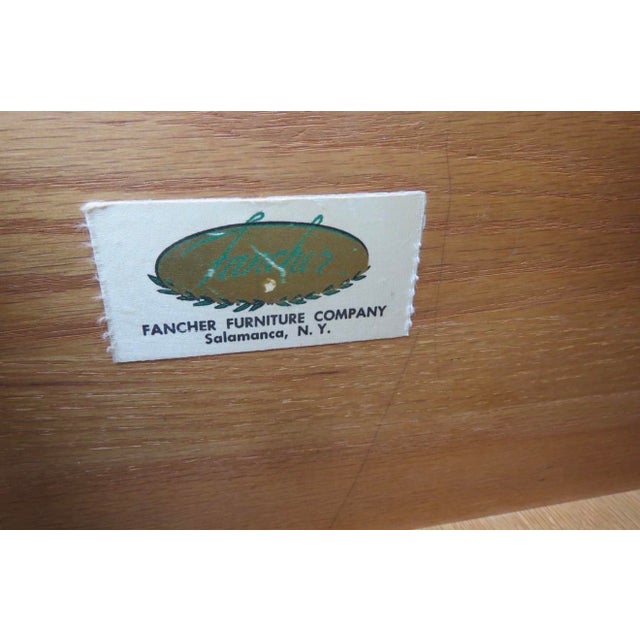 Fancher
FANCHER FURNITURE COMPANY
Salamanca, N. Y.